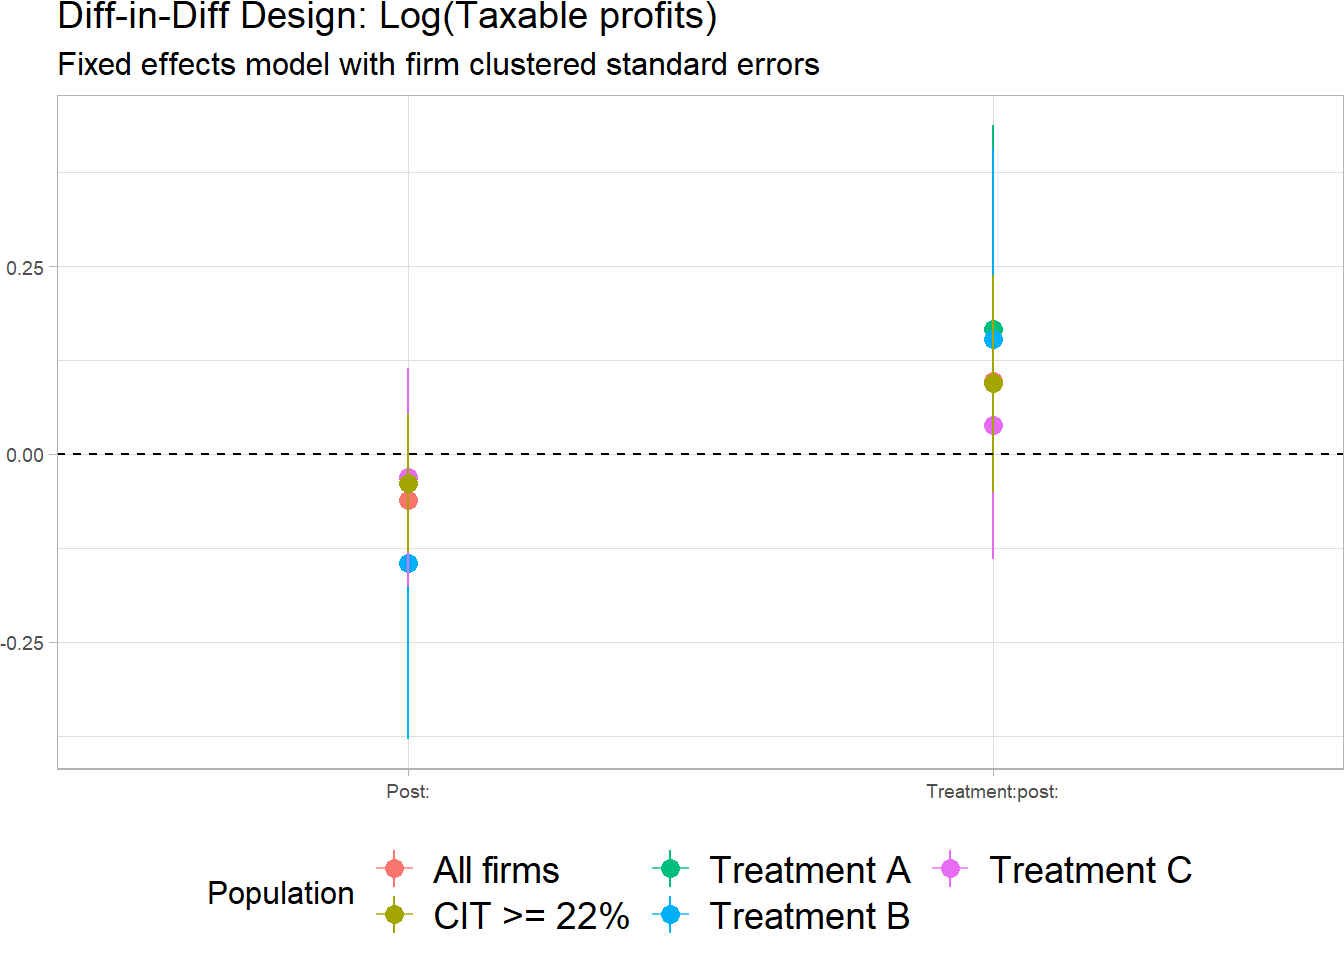 Diff-in-Diff Design: Log(Taxable profits)
Fixed effects model with firm clustered standard errors
0.25
0.00
-0.25
Post:
Treatment:post:
Population
All firms
CIT >= 22%
Treatment A
Treatment B
Treatment C